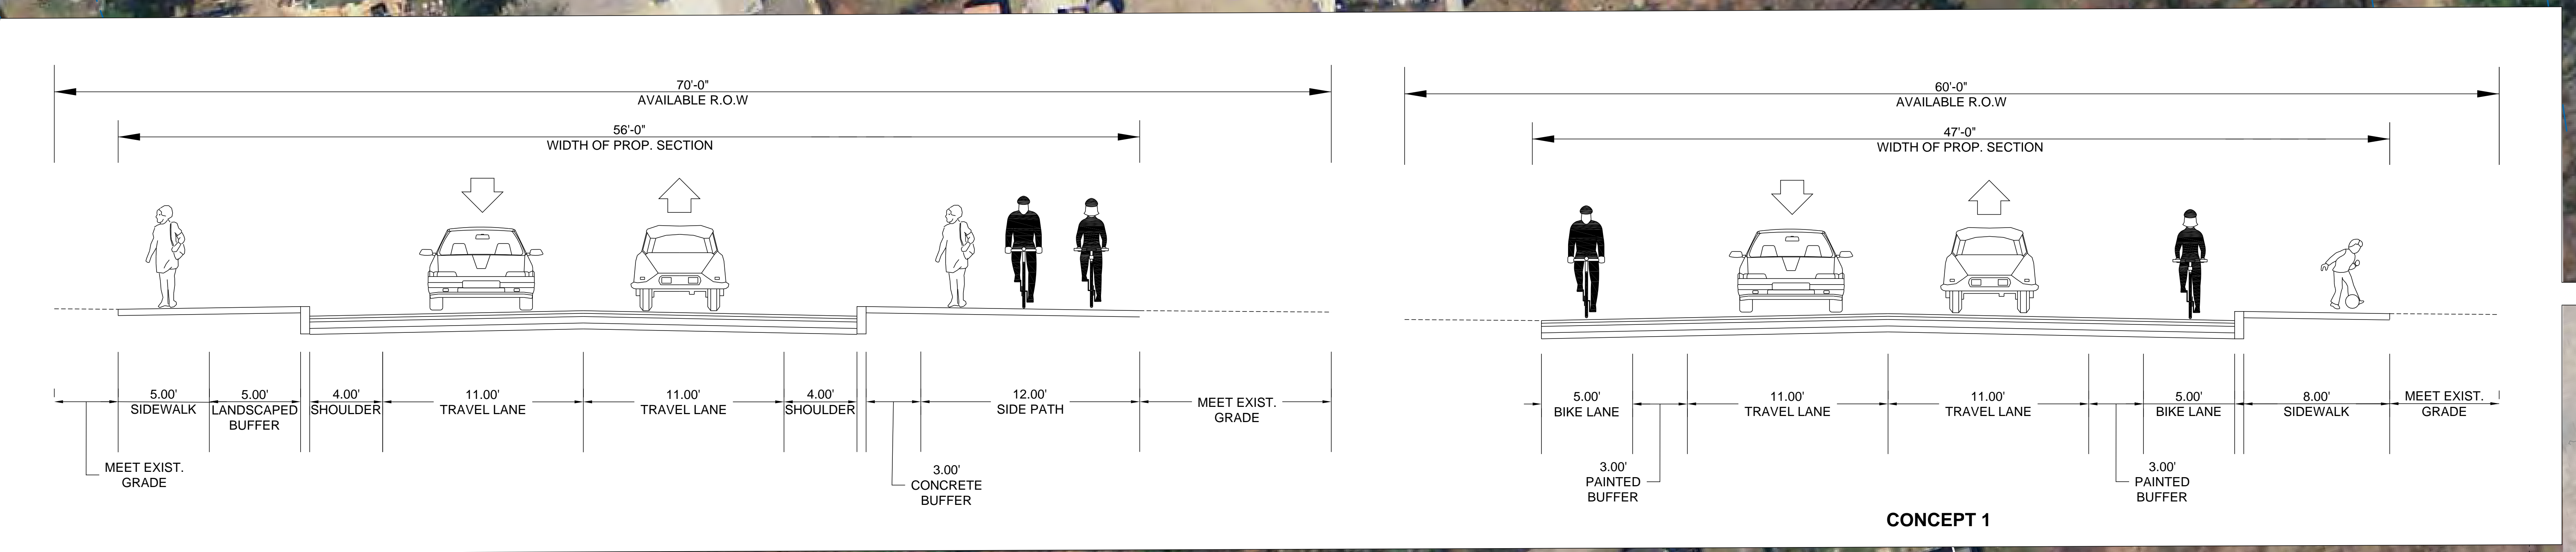 70'-0"
AVAILABLE R.O.W
56'-0"
WIDTH OF PROP. SECTION
5.00'
SIDEWALK
5.00'
LANDSCAPED
BUFFER
4.00'
SHOULDER
11.00'
TRAVEL LANE
11.00'
TRAVEL LANE
4.00'
SHOULDER
12.00'
SIDE PATH
MEET EXIST.
GRADE
MEET EXIST.
GRADE
3.00'
CONCRETE
BUFFER
60'-0"
AVAILABLE R.O.W
47'-0"
WIDTH OF PROP. SECTION
5.00'
BIKE LANE
11.00'
TRAVEL LANE
11.00'
TRAVEL LANE
5.00'
BIKE LANE
8.00'
SIDEWALK
MEET EXIST.
GRADE
3.00'
PAINTED
BUFFER
3.00'
PAINTED
BUFFER
CONCEPT 1